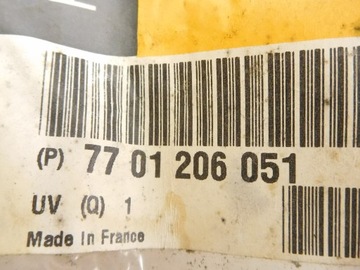 (P) 77 01 206 051
UV (Q) 1
Made In France